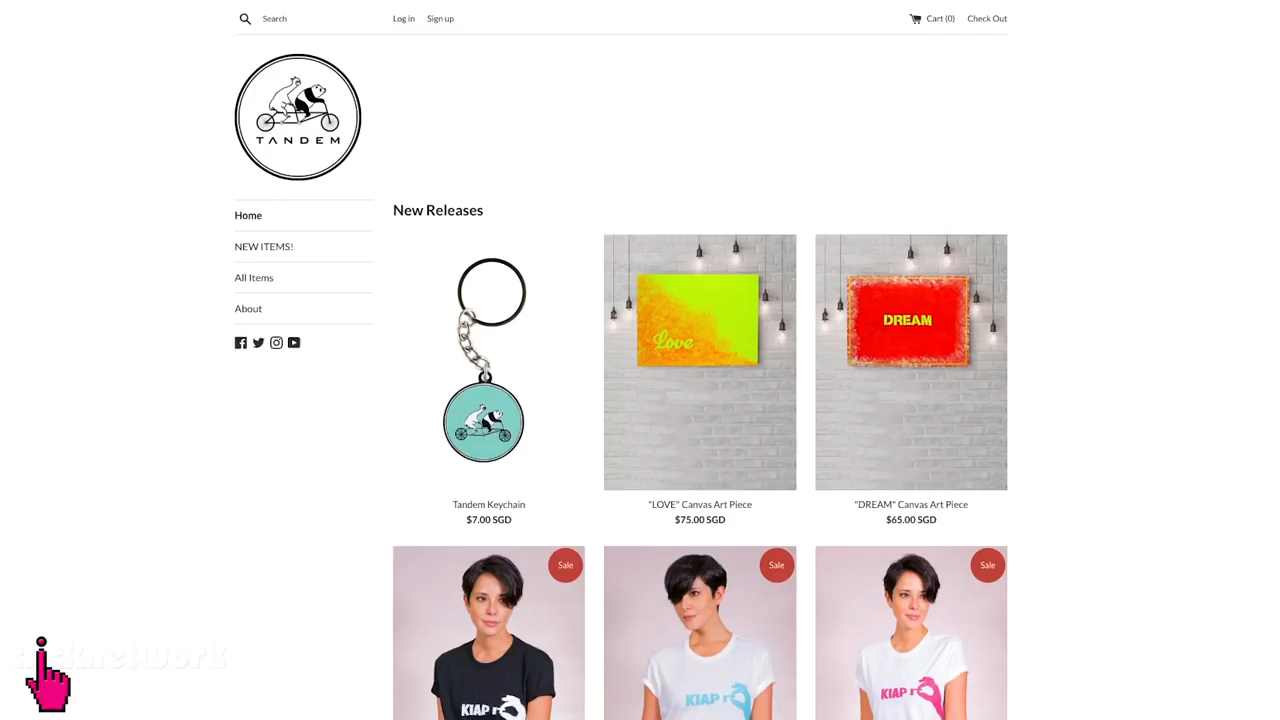 Search
Log in
Sign up
Cart (0)
Check Out
TANDEM
Home
NEW ITEMS!
All Items
About
New Releases
Love
DREAM
Tandem Keychain
$7.00 SGD
"LOVE" Canvas Art Piece
$75.00 SGD
"DREAM" Canvas Art Piece
$65.00 SGD
Sale
Sale
Sale
KIAP
KIAP
KIAP
clicknetwork